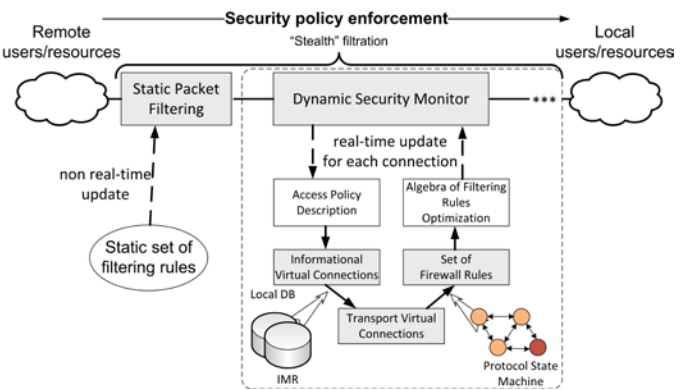 Security policy enforcement
Remote
users/resources
"Stealth" filtration
Local
users/resources
Static Packet
Filtering
Dynamic Security Monitor
***
non real-time
update
real-time update
for each connection
Static set of
filtering rules
Access Policy
Description
Algebra of Filtering
Rules
Optimization
Informational
Virtual Connections
Set of
Firewall Rules
Local DB
Transport Virtual
Connections
IMR
Protocol State
Machine